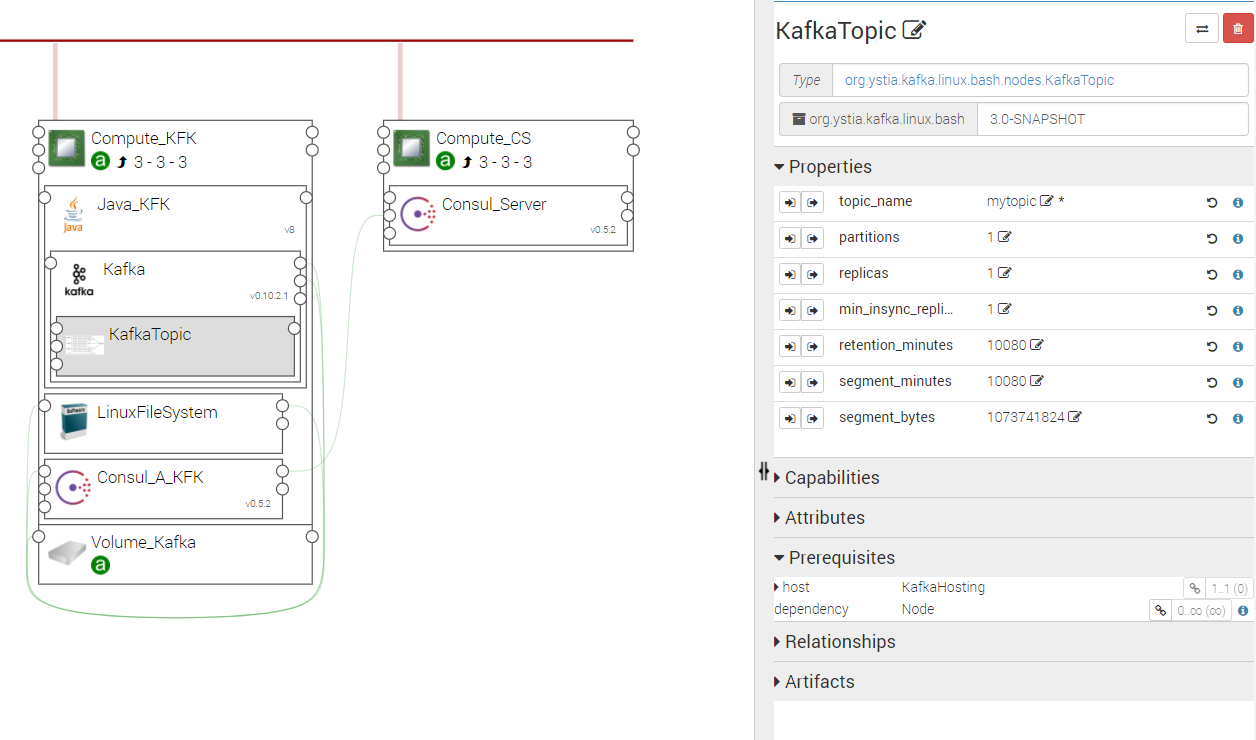 Compute_KFK
a 3 - 3 - 3
Java_KFK
Java
v8
Kafka
kafka
v0.10.2.1
KafkaTopic
LinuxFileSystem
Software
Consul_A_KFK
v0.5.2
Volume_Kafka
a
Compute_CS
a 3 - 3 - 3
Consul_Server
v0.5.2
KafkaTopic
Type org.ystia.kafka.linux.bash.nodes.KafkaTopic
org.ystia.kafka.linux.bash 3.0-SNAPSHOT
Properties
topic_name mytopic *
partitions 1
replicas 1
min_insync_repli... 1
retention_minutes 10080
segment_minutes 10080
segment_bytes 1073741824
Capabilities
Attributes
Prerequisites
host KafkaHosting 1..1 (0)
dependency Node 0..∞ (∞)
Relationships
Artifacts